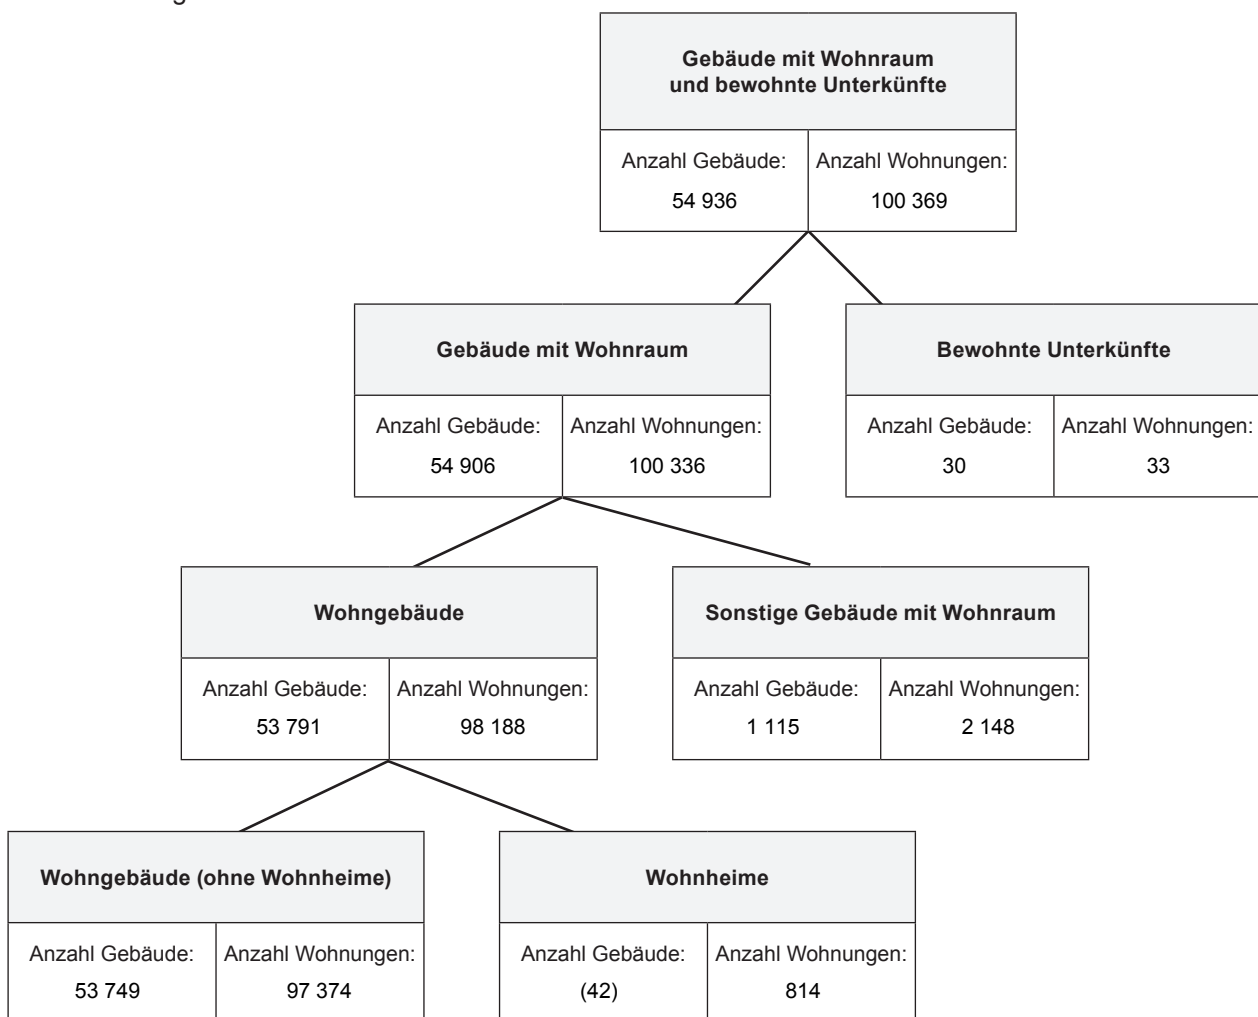 Gebäude mit Wohnraum
und bewohnte Unterkünfte
Anzahl Gebäude: Anzahl Wohnungen:
54 936 100 369
Gebäude mit Wohnraum Bewohnte Unterkünfte
Anzahl Gebäude: Anzahl Wohnungen: Anzahl Gebäude: Anzahl Wohnungen:
54 906 100 336 30 33
Wohngebäude Sonstige Gebäude mit Wohnraum
Anzahl Gebäude: Anzahl Wohnungen: Anzahl Gebäude: Anzahl Wohnungen:
53 791 98 188 1 115 2 148
Wohngebäude (ohne Wohnheime) Wohnheime
Anzahl Gebäude: Anzahl Wohnungen: Anzahl Gebäude: Anzahl Wohnungen:
53 749 97 374 (42) 814